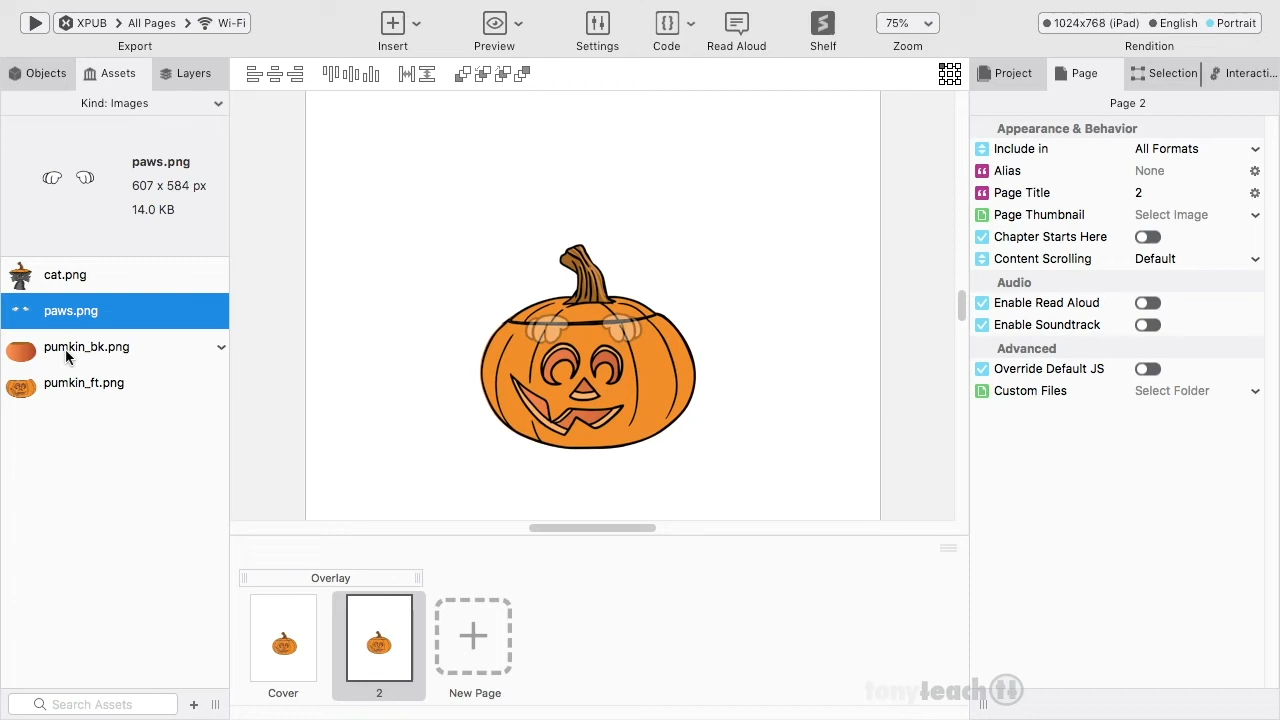 XPUB > All Pages > Wi-Fi
Export
Insert
Preview
Settings
Code
Read Aloud
Shelf
75%
Zoom
1024x768 (iPad) English Portrait
Rendition
Objects
Assets
Layers
Project
Page
Selection
Interacti...
Kind: Images
Page 2
paws.png
607 x 584 px
14.0 KB
cat.png
paws.png
pumkin_bk.png
pumkin_ft.png
Appearance & Behavior
Include in All Formats
Alias None
Page Title 2
Page Thumbnail Select Image
Chapter Starts Here
Content Scrolling Default
Audio
Enable Read Aloud
Enable Soundtrack
Advanced
Override Default JS
Custom Files Select Folder
Overlay
Cover
2
New Page
Search Assets
tonyteach